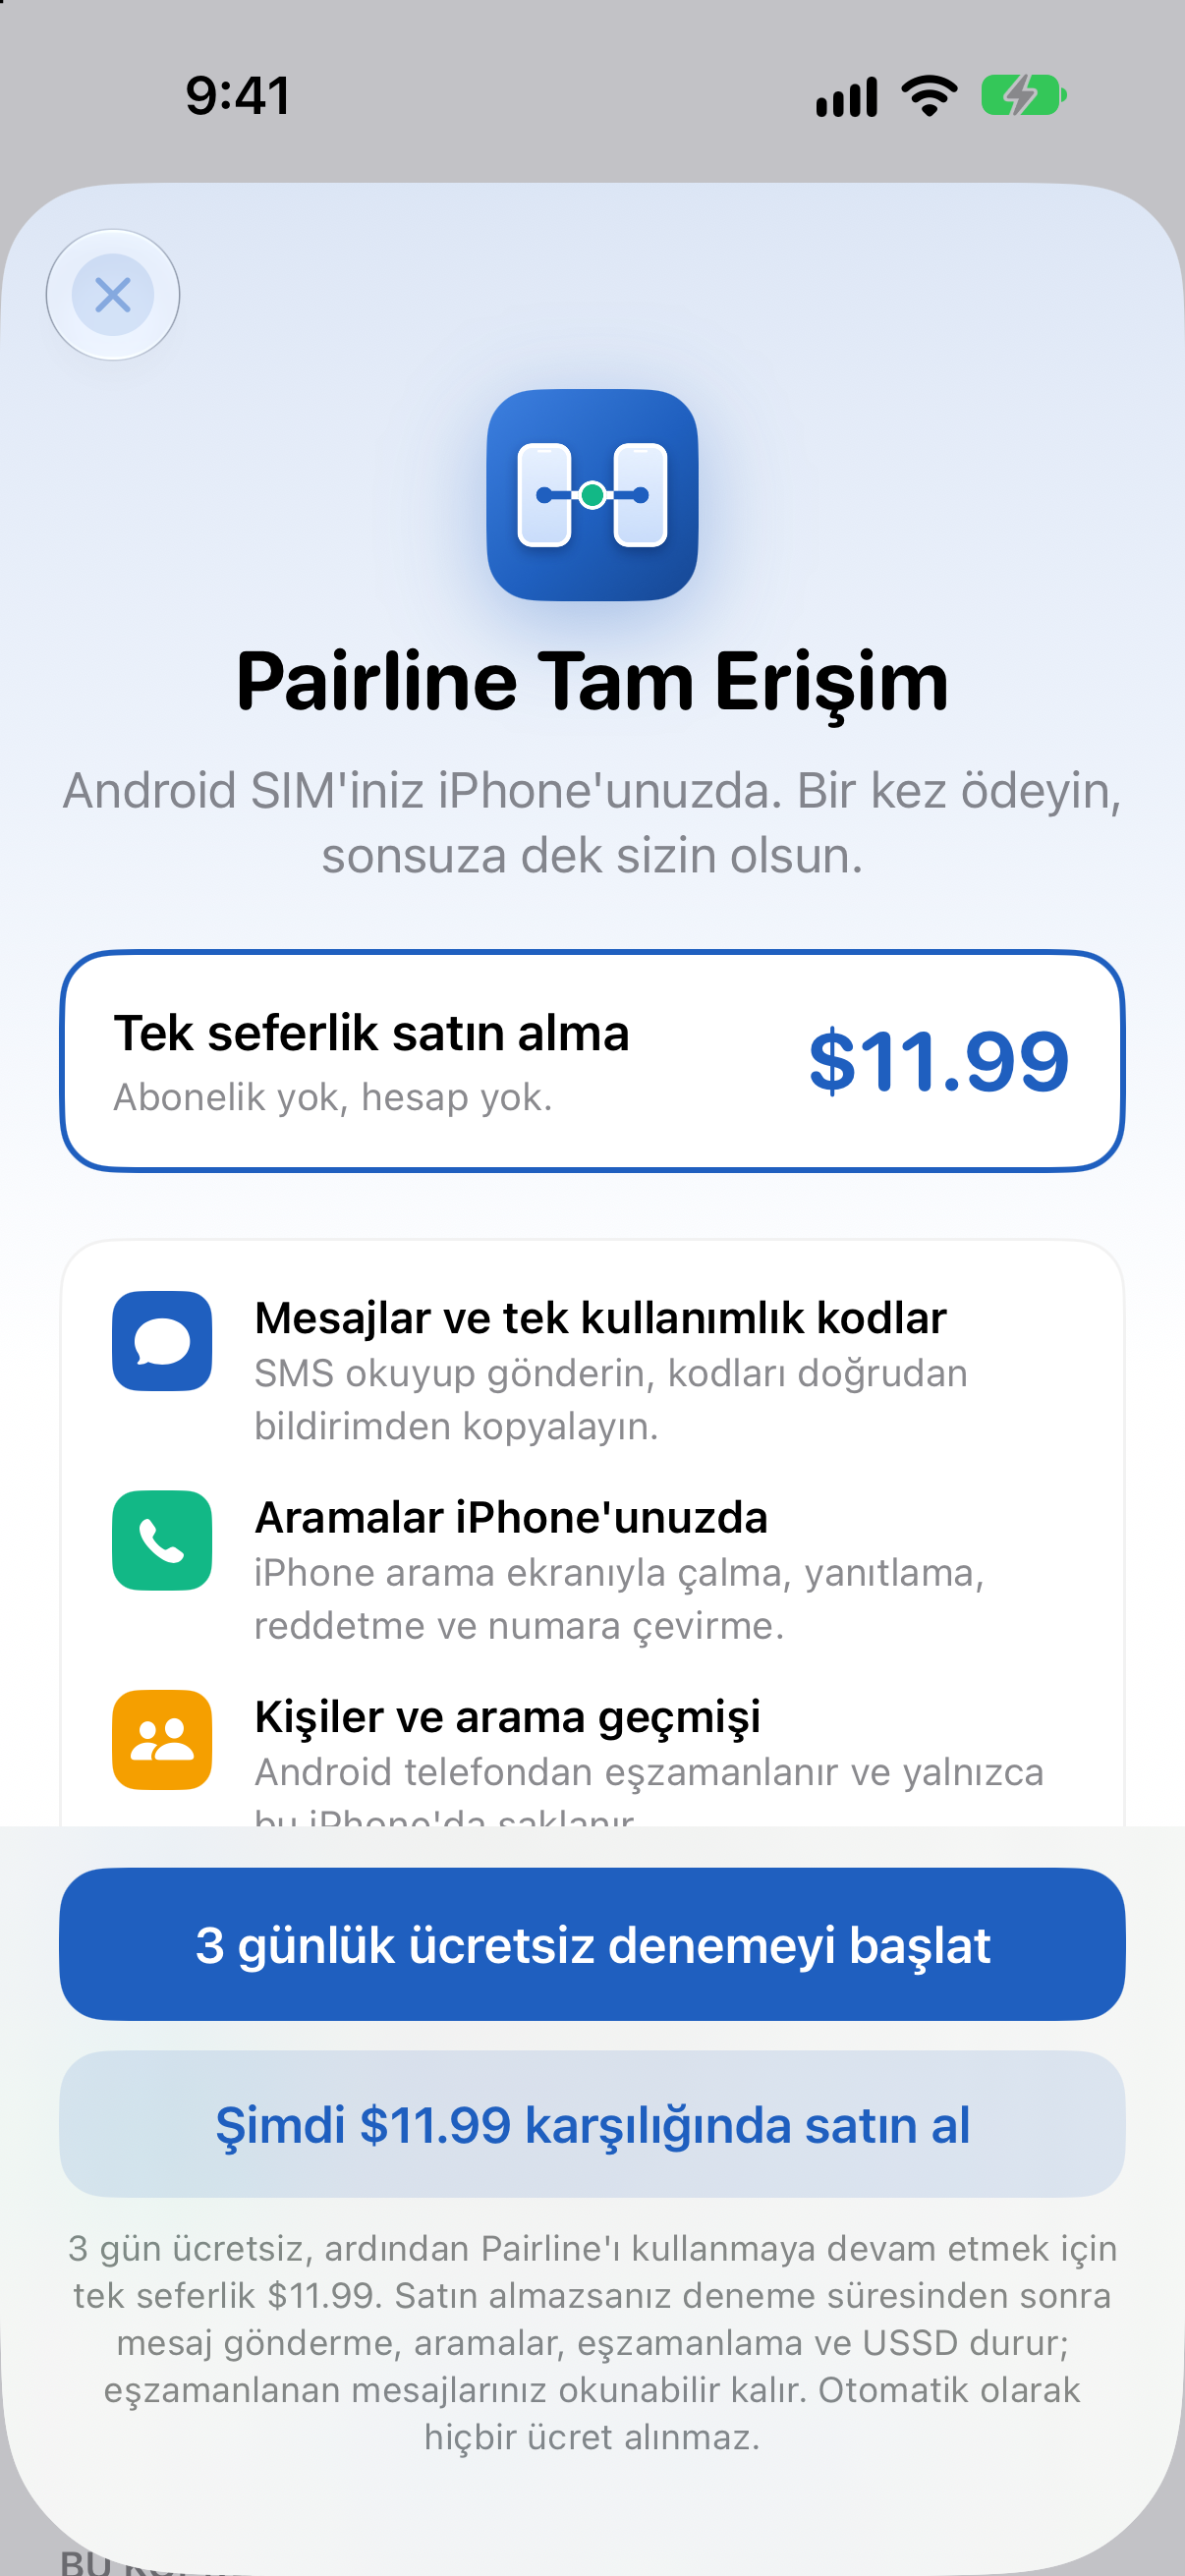 9:41
Pairline Tam Erişim
Android SIM'iniz iPhone'unuzda. Bir kez ödeyin,
sonsuza dek sizin olsun.
Tek seferlik satın alma
$11.99
Abonelik yok, hesap yok.
Mesajlar ve tek kullanımlık kodlar
SMS okuyup gönderin, kodları doğrudan
bildirimden kopyalayın.
Aramalar iPhone'unuzda
iPhone arama ekranıyla çalma, yanıtlama,
reddetme ve numara çevirme.
Kişiler ve arama geçmişi
Android telefondan eşzamanlanır ve yalnızca
bu iPhone'da saklanır
3 günlük ücretsiz denemeyi başlat
Şimdi $11.99 karşılığında satın al
3 gün ücretsiz, ardından Pairline'ı kullanmaya devam etmek için
tek seferlik $11.99. Satın almazsanız deneme süresinden sonra
mesaj gönderme, aramalar, eşzamanlama ve USSD durur;
eşzamanlanan mesajlarınız okunabilir kalır. Otomatik olarak
hiçbir ücret alınmaz.
BU